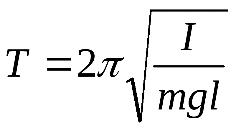 T = 2π√(I/mgl)